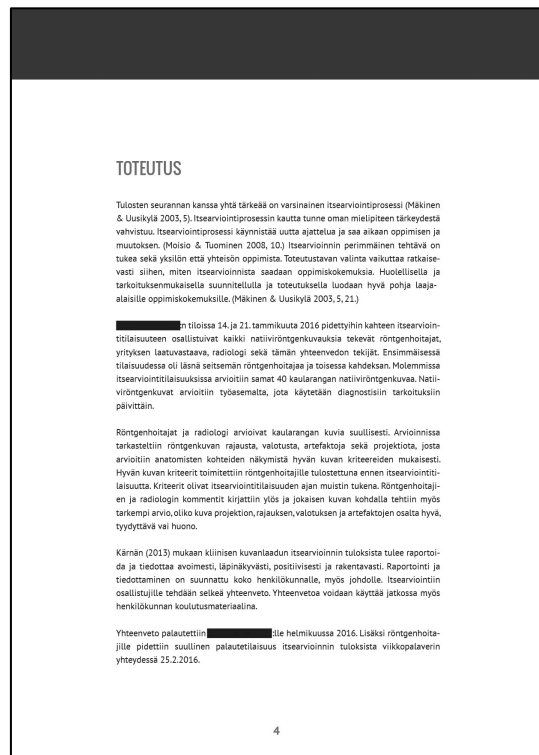 TOTEUTUS
Tulosten seurannan kanssa yhtä tärkeää on varsinainen itsearviointiprosessi (Mäkinen
& Uusikylä 2003, 5). Itsearviointiprosessin kautta tunne oman mielipiteen tärkeydestä
vahvistuu. Itsearviointiprosessi käynnistää uutta ajattelua ja saa aikaan oppimisen ja
muutoksen. (Moisio & Tuominen 2008, 10.) Itsearvioinnin perimmäinen tehtävä on
tukea sekä yksilön että yhteisön oppimista. Toteutustavan valinta vaikuttaa ratkaise-
vasti siihen, miten itsearvioinnista saadaan oppimiskokemuksia. Huolellisella ja
tarkoituksenmukaisella suunnitellulla ja toteutuksella luodaan hyvä pohja laaja-
alaisille oppimiskokemuksille. (Mäkinen & Uusikylä 2003, 5, 21.)
:n tiloissa 14. ja 21. tammikuuta 2016 pidettyihin kahteen itsearvioin-
titilaisuuteen osallistuivat kaikki natiiviröntgenkuvauksia tekevät röntgenhoitajat,
yrityksen laatuvastaava, radiologi sekä tämän yhteenvedon tekijät. Ensimmäisessä
tilaisuudessa oli läsnä seitsemän röntgenhoitajaa ja toisessa kahdeksan. Molemmissa
itsearviointitilaisuuksissa arvioitiin samat 40 kaularangan natiiviröntgenkuvaa. Natii-
viröntgenkuvat arvioitiin työasemalta, jota käytetään diagnostisiin tarkoituksiin
päivittäin.
Röntgenhoitajat ja radiologi arvioivat kaularangan kuvia suullisesti. Arvioinnissa
tarkasteltiin röntgenkuvan rajausta, valotusta, artefaktoja sekä projektiota, josta
arvioitiin anatomisten kohteiden näkymistä hyvän kuvan kriteereiden mukaisesti.
Hyvän kuvan kriteerit toimitettiin röntgenhoitajille tulostettuna ennen itsearviointiti-
laisuutta. Kriteerit olivat itsearviointitilaisuuden ajan muistin tukena. Röntgenhoitaji-
en ja radiologin kommentit kirjattiin ylös ja jokaisen kuvan kohdalla tehtiin myös
tarkempi arvio, oliko kuva projektion, rajauksen, valotuksen ja artefaktojen osalta hyvä,
tyydyttävä vai huono.
Kärnän (2013) mukaan kliinisen kuvanlaadun itsearvioinnin tuloksista tulee raportoi-
da ja tiedottaa avoimesti, läpinäkyvästi, positiivisesti ja rakentavasti. Raportointi ja
tiedottaminen on suunnattu koko henkilökunnalle, myös johdolle. Itsearviointiin
osallistujille tehdään selkeä yhteenveto. Yhteenvetoa voidaan käyttää jatkossa myös
henkilökunnan koulutusmateriaalina.
Yhteenveto palautettiin :lle helmikuussa 2016. Lisäksi röntgenhoita-
jille pidettiin suullinen palautetilaisuus itsearvioinnin tuloksista viikkopalaverin
yhteydessä 25.2.2016.
4